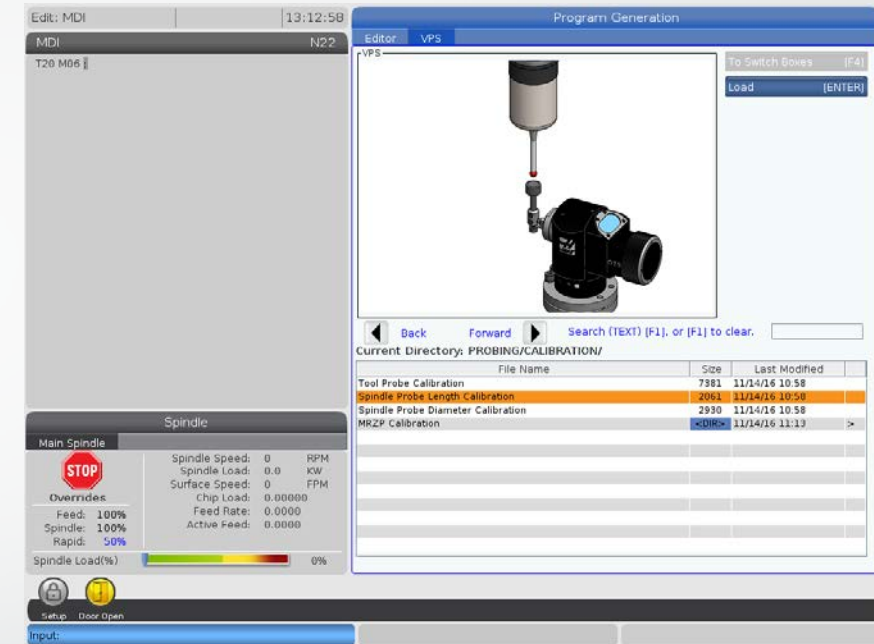 Edit: MDI 13:12:58
MDI N22
T20 M06
Spindle
Main Spindle
STOP
Overrides
Feed: 100%
Spindle: 100%
Rapid: 50%
Spindle Speed: 0 RPM
Spindle Load: 0.0 KW
Surface Speed: 0 FPM
Chip Load: 0.00000
Feed Rate: 0.0000
Active Feed: 0.0000
Spindle Load(%) 0%
Setup Door Open
Input:
Program Generation
Editor VPS
VPS
To Switch Boxes [F4]
Load [ENTER]
Back Forward Search (TEXT) [F1], or [F1] to clear.
Current Directory: PROBING/CALIBRATION/
File Name Size Last Modified
Tool Probe Calibration 7381 11/14/16 10:58
Spindle Probe Length Calibration 2061 11/14/16 10:58
Spindle Probe Diameter Calibration 2930 11/14/16 10:58
MRZP Calibration <DIR> 11/14/16 11:13 >